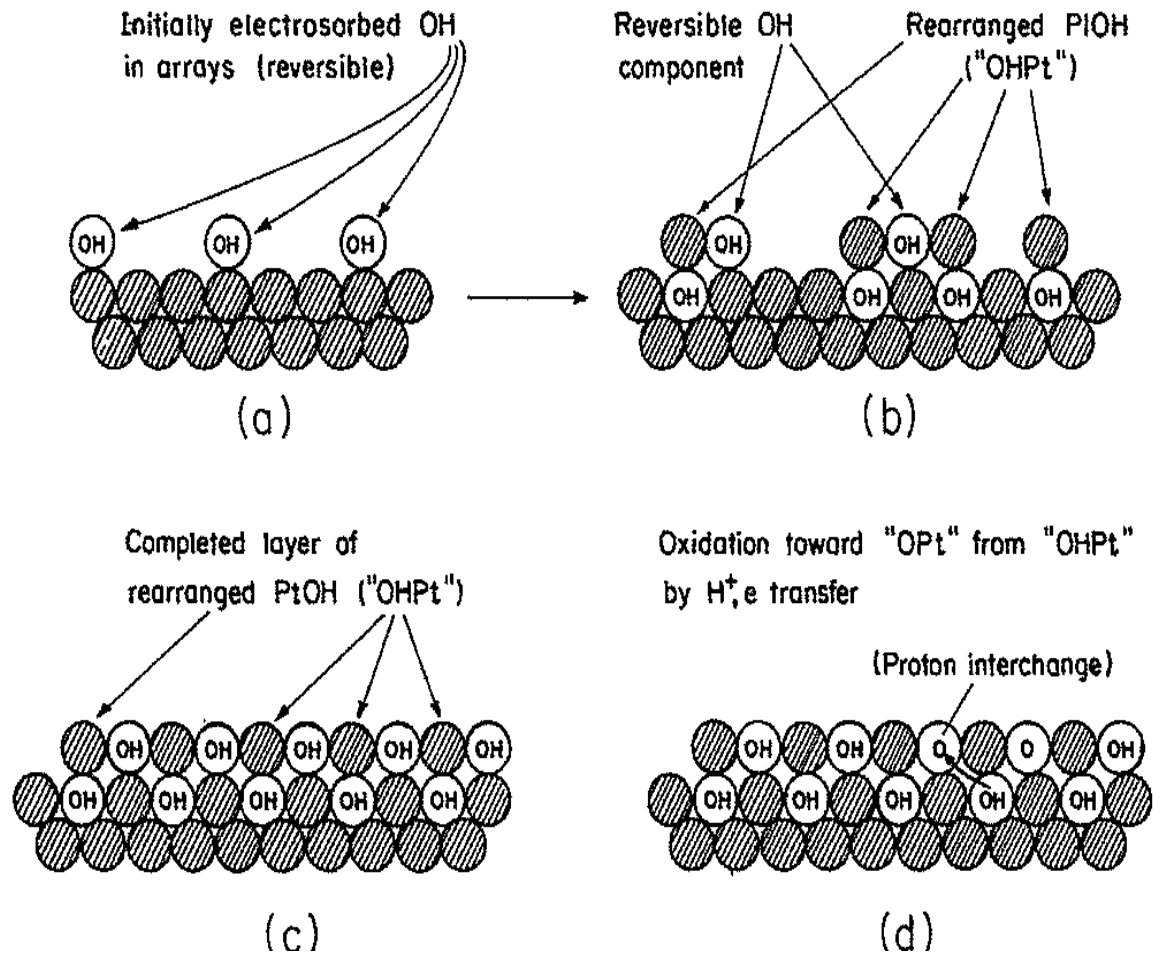 Initially electrosorbed OH
in arrays (reversible)
OH OH OH
(a)
Reversible OH
component
Rearranged PtOH
("OHPt")
OH OH
OH OH OH OH
(b)
Completed layer of
rearranged PtOH ("OHPt")
OH OH OH OH OH
OH OH OH OH OH
(c)
Oxidation toward "OPt" from "OHPt"
by H+,e transfer
(Proton interchange)
OH OH O O OH
OH OH OH OH OH
(d)